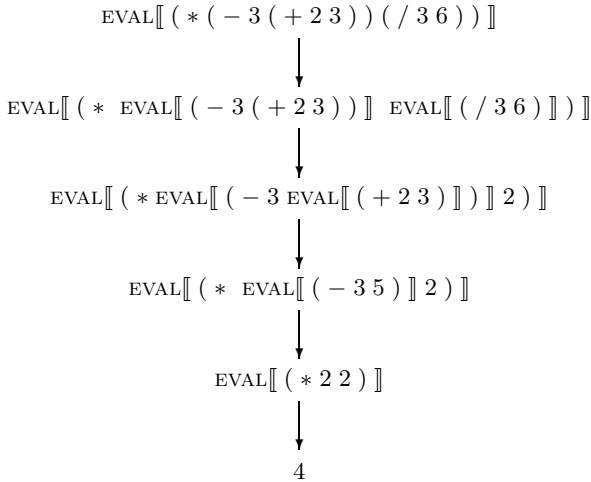 EVAL⟦ ( ∗ ( − 3 ( + 2 3 ) ) ( / 3 6 ) ) ⟧
EVAL⟦ ( ∗ EVAL⟦ ( − 3 ( + 2 3 ) ) ⟧ EVAL⟦ ( / 3 6 ) ⟧ ) ⟧
EVAL⟦ ( ∗ EVAL⟦ ( − 3 EVAL⟦ ( + 2 3 ) ⟧ ) ⟧ 2 ) ⟧
EVAL⟦ ( ∗ EVAL⟦ ( − 3 5 ) ⟧ 2 ) ⟧
EVAL⟦ ( ∗ 2 2 ) ⟧
4